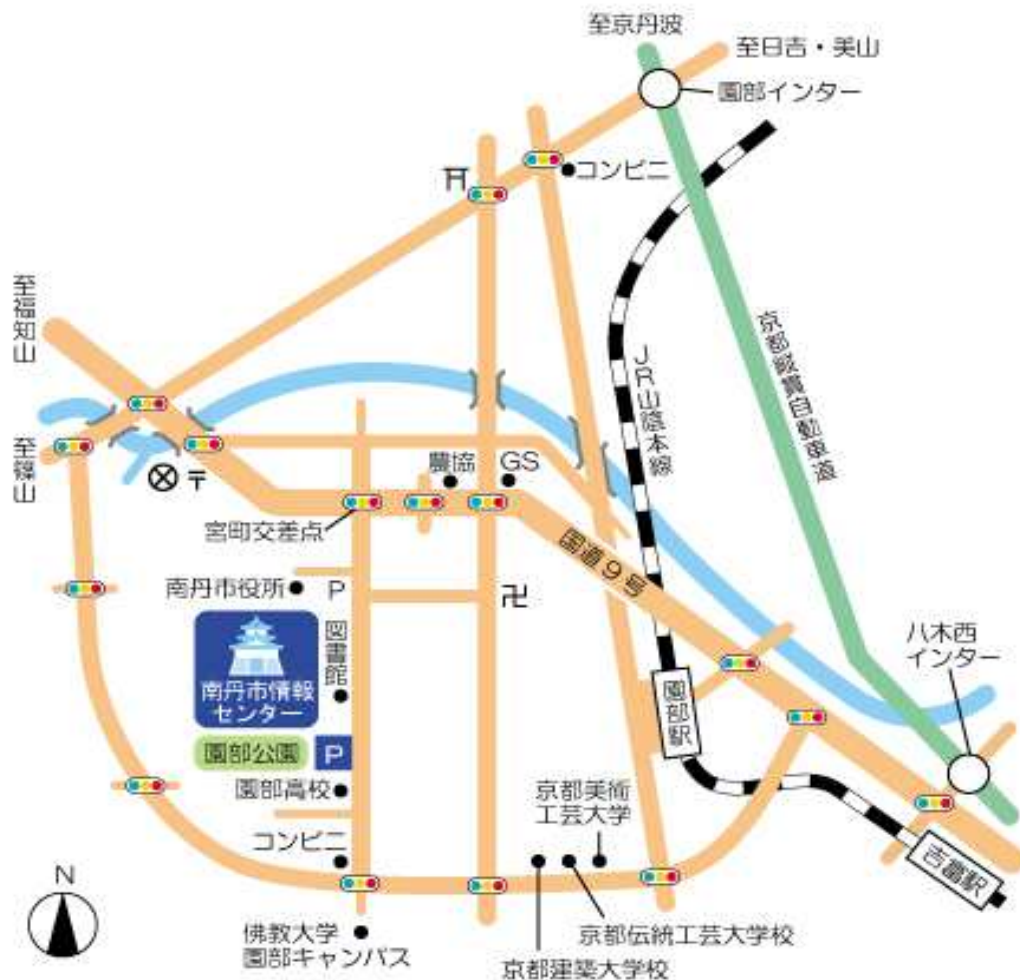 至京丹波
至日吉・美山
園部インター
コンビニ
至福知山
京都縦貫自動車道
JR山陰本線
至篠山
農協
GS
〒
宮町交差点
国道9号
南丹市役所
P
卍
図書館
南丹市情報
センター
八木西
インター
園部駅
園部公園
P
園部高校
京都美術
工芸大学
コンビニ
吉富駅
N
佛教大学
園部キャンパス
京都伝統工芸大学校
京都建築大学校